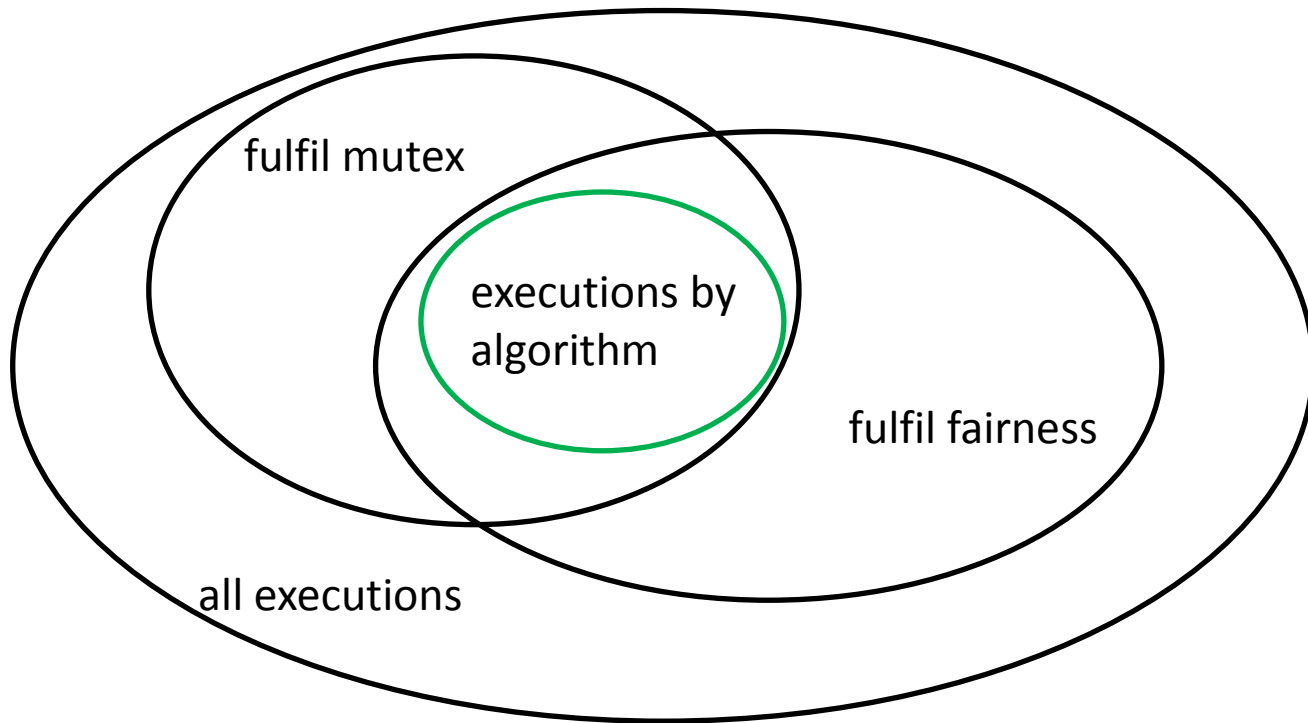 fulfil mutex
executions by
algorithm
fulfil fairness
all executions